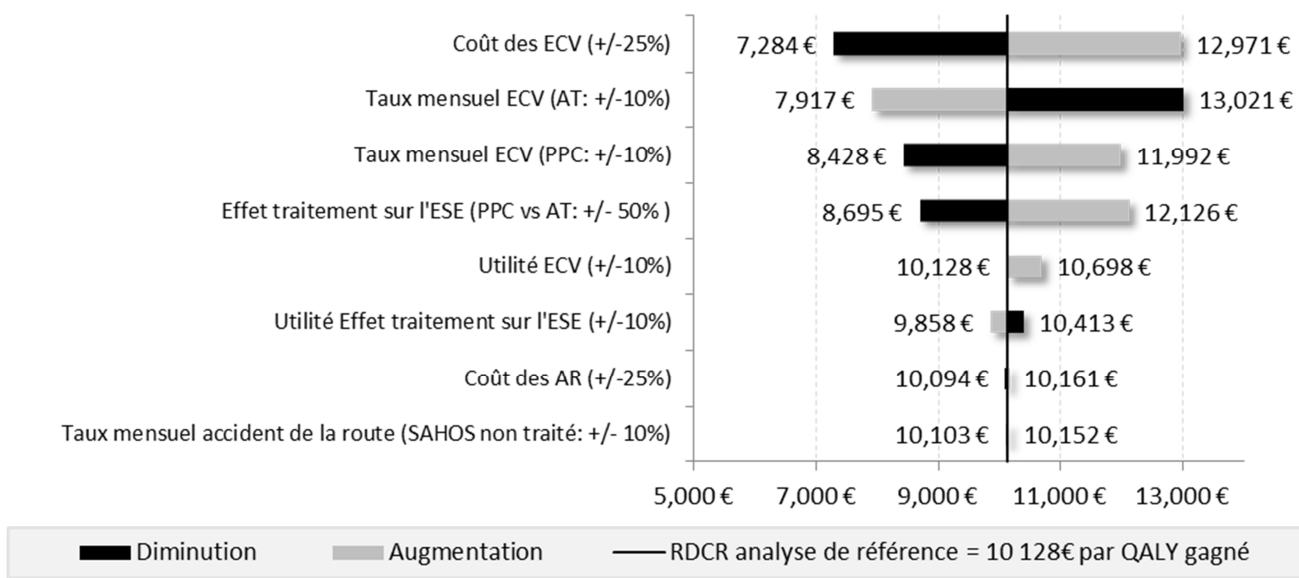 Coût des ECV (+/-25%) 7,284 € 12,971 €
Taux mensuel ECV (AT: +/-10%) 7,917 € 13,021 €
Taux mensuel ECV (PPC: +/-10%) 8,428 € 11,992 €
Effet traitement sur l'ESE (PPC vs AT: +/- 50% ) 8,695 € 12,126 €
Utilité ECV (+/-10%) 10,128 € 10,698 €
Utilité Effet traitement sur l'ESE (+/-10%) 9,858 € 10,413 €
Coût des AR (+/-25%) 10,094 € 10,161 €
Taux mensuel accident de la route (SAHOS non traité: +/- 10%) 10,103 € 10,152 €
5,000 € 7,000 € 9,000 € 11,000 € 13,000 €
Diminution Augmentation RDCR analyse de référence = 10 128€ par QALY gagné